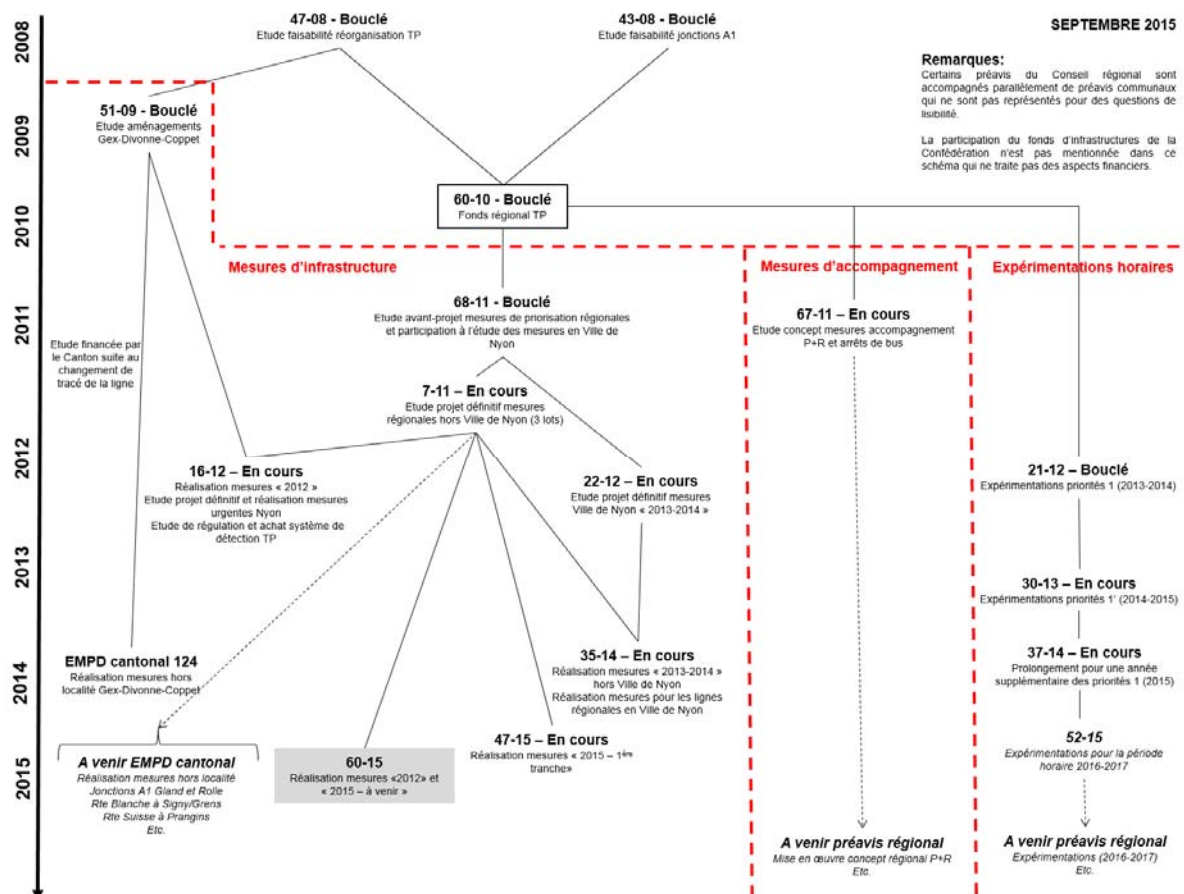 47-08 - Bouclé
Etude faisabilité réorganisation TP
43-08 - Bouclé
Etude faisabilité jonctions A1
SEPTEMBRE 2015
Remarques:
Certains préavis du Conseil régional sont
accompagnés parallèlement de préavis communaux
qui ne sont pas représentés pour des questions de
lisibilité.
La participation du fonds d'infrastructures de la
Confédération n'est pas mentionnée dans ce
schéma qui ne traite pas des aspects financiers.
2008
51-09 - Bouclé
Etude aménagements
Gex-Divonne-Coppet
2009
60-10 - Bouclé
Fonds régional TP
2010
Mesures d'infrastructure
Mesures d'accompagnement
Expérimentations horaires
68-11 - Bouclé
Etude avant-projet mesures de priorisation régionales
et participation à l'étude des mesures en Ville de
Nyon
67-11 – En cours
Etude concept mesures accompagnement
P+R et arrêts de bus
2011
Etude financée par
le Canton suite au
changement de
tracé de la ligne
7-11 – En cours
Etude projet définitif mesures
régionales hors Ville de Nyon (3 lots)
2012
16-12 – En cours
Réalisation mesures « 2012 »
Etude projet définitif et réalisation mesures
urgentes Nyon
Etude de régulation et achat système de
détection TP
22-12 – En cours
Etude projet définitif mesures
Ville de Nyon « 2013-2014 »
21-12 – Bouclé
Expérimentations priorités 1 (2013-2014)
2013
30-13 – En cours
Expérimentations priorités 1' (2014-2015)
2014
EMPD cantonal 124
Réalisation mesures hors
localité Gex-Divonne-Coppet
35-14 – En cours
Réalisation mesures « 2013-2014 »
hors Ville de Nyon
Réalisation mesures pour les lignes
régionales en Ville de Nyon
37-14 – En cours
Prolongement pour une année
supplémentaire des priorités 1 (2015)
2015
A venir EMPD cantonal
Réalisation mesures hors localité
Jonctions A1 Gland et Rolle
Rte Blanche à Signy/Grens
Rte Suisse à Prangins
Etc.
60-15
Réalisation mesures «2012» et
« 2015 – à venir »
47-15 – En cours
Réalisation mesures « 2015 – 1ère
tranche»
52-15
Expérimentations pour la période
horaire 2016-2017
A venir préavis régional
Mise en œuvre concept régional P+R
Etc.
A venir préavis régional
Expérimentations (2016-2017)
Etc.